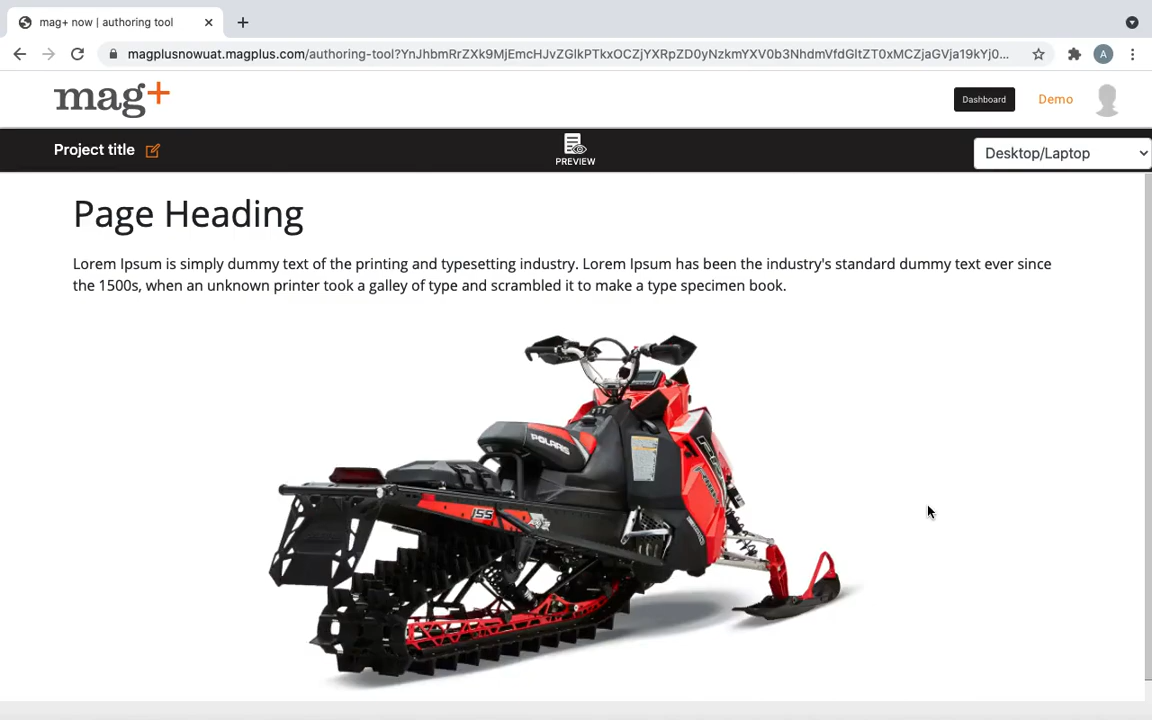 mag+ now | authoring tool
magplusnowuat.magplus.com/authoring-tool?YnJhbmRrZXk9MjEmcHJvZGlkPTkxOCZjYXRpZD0yNzkmYXV0b3NhdmVfdGltZT0xMCZjaGVja19kYj0...
A
mag+
Dashboard
Demo
Project title
PREVIEW
Desktop/Laptop
Page Heading
Lorem Ipsum is simply dummy text of the printing and typesetting industry. Lorem Ipsum has been the industry's standard dummy text ever since
the 1500s, when an unknown printer took a galley of type and scrambled it to make a type specimen book.
POLARIS
155